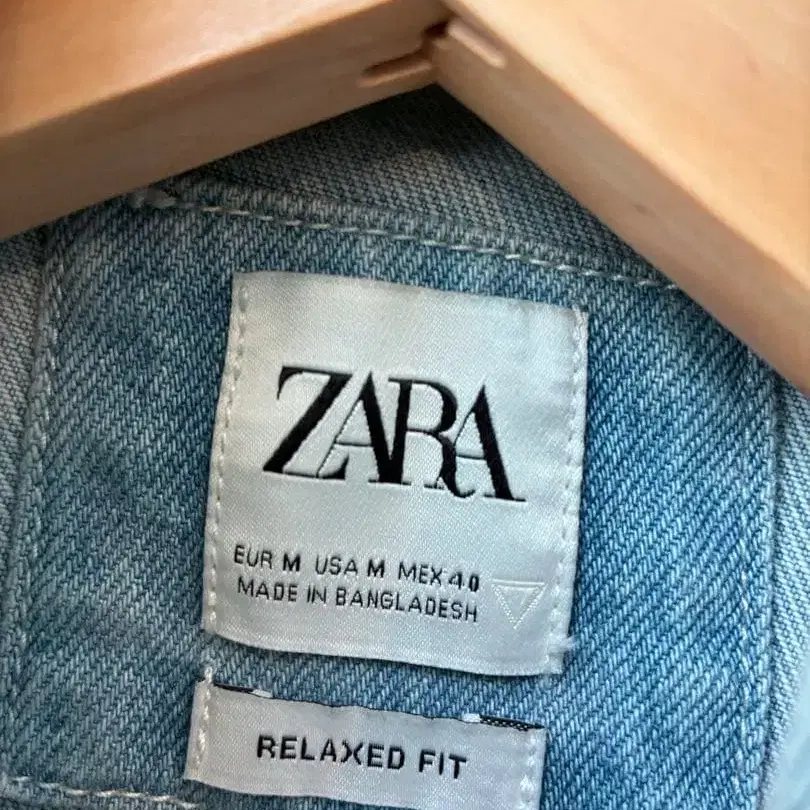 ZARA
EUR M USA M MEX 40
MADE IN BANGLADESH
RELAXED FIT